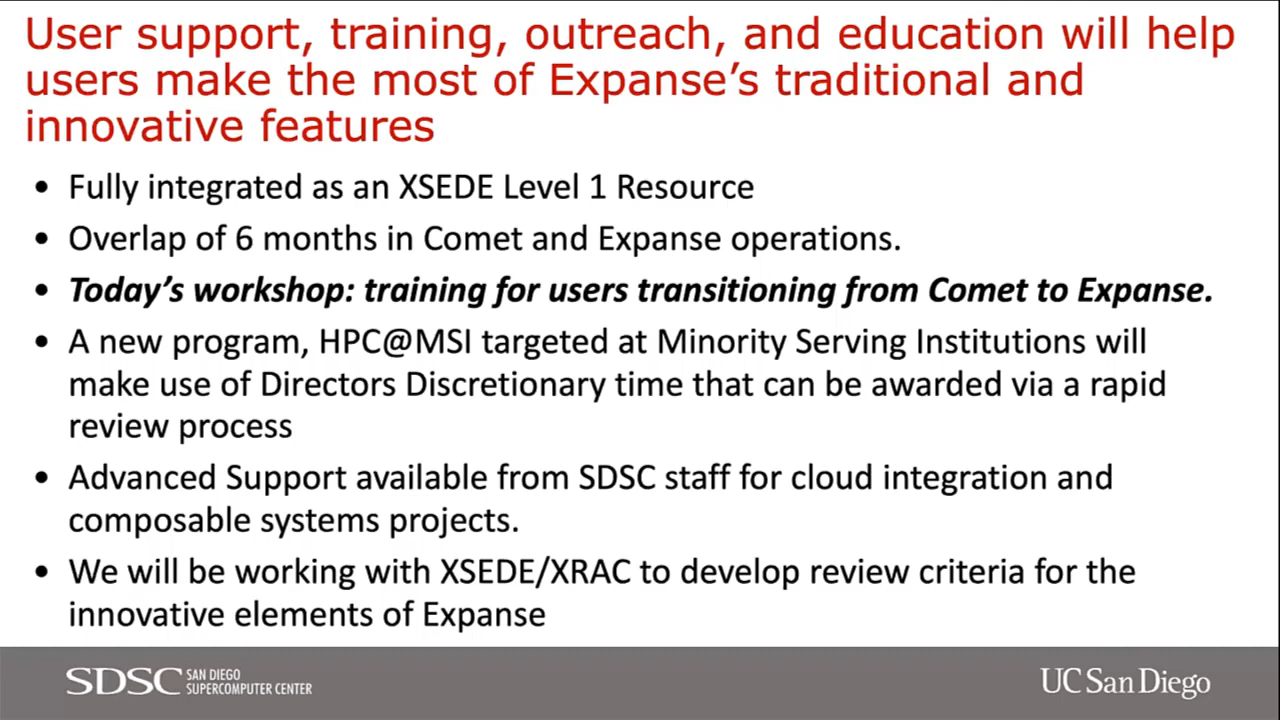 User support, training, outreach, and education will help
users make the most of Expanse’s traditional and
innovative features
• Fully integrated as an XSEDE Level 1 Resource
• Overlap of 6 months in Comet and Expanse operations.
• Today’s workshop: training for users transitioning from Comet to Expanse.
• A new program, HPC@MSI targeted at Minority Serving Institutions will
make use of Directors Discretionary time that can be awarded via a rapid
review process
• Advanced Support available from SDSC staff for cloud integration and
composable systems projects.
• We will be working with XSEDE/XRAC to develop review criteria for the
innovative elements of Expanse
SDSC SAN DIEGO
SUPERCOMPUTER CENTER
UC San Diego